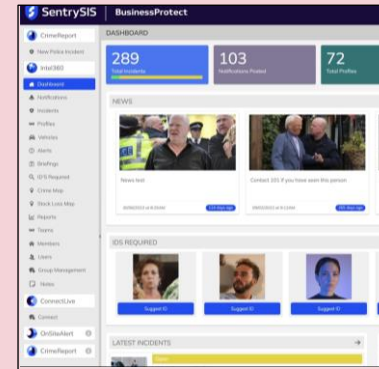 SentrySIS BusinessProtect
CrimeReport
New Police Incident
Intel360
Dashboard
Notifications
Incidents
Profiles
Vehicles
Alerts
Briefings
ID'S Required
Crime Map
Stock Loss Map
Reports
Teams
Members
Users
Group Management
Notes
ConnectLive
Connect
OnSiteAlert
CrimeReport
DASHBOARD
289
Total Incidents
103
Notifications Posted
72
Total Profiles
NEWS
News test
Contact 101 if you have seen this person
IDS REQUIRED
Suggest ID
Suggest ID
Suggest ID
LATEST INCIDENTS